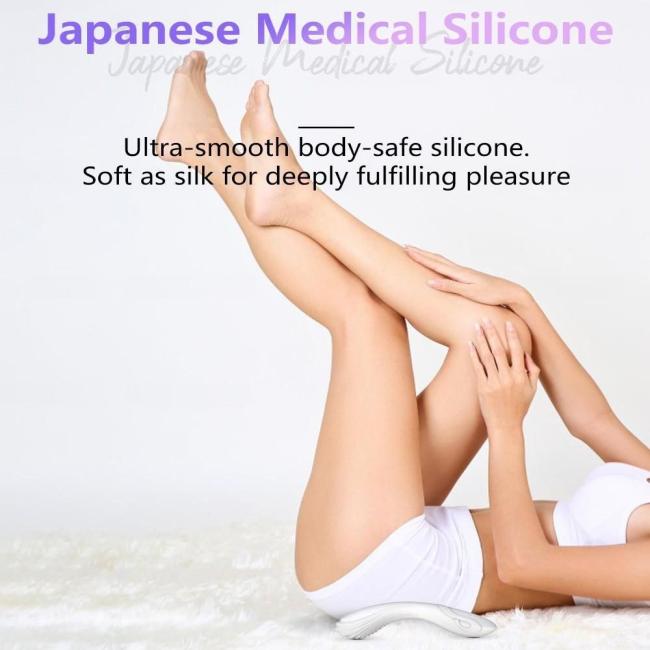 Japanese Medical Silicone
Japanese Medical Silicone
Ultra-smooth body-safe silicone.
Soft as silk for deeply fulfilling pleasure